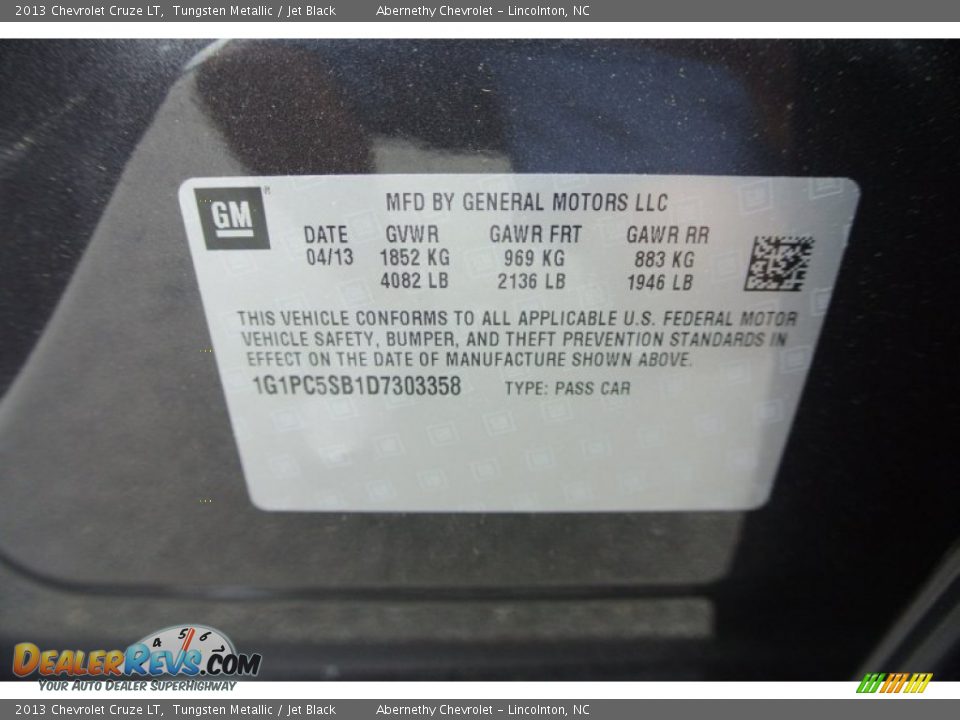 2013 Chevrolet Cruze LT, Tungsten Metallic / Jet Black Abernethy Chevrolet - Lincolnton, NC
GM ® MFD BY GENERAL MOTORS LLC
DATE GVWR GAWR FRT GAWR RR
04/13 1852 KG 969 KG 883 KG
4082 LB 2136 LB 1946 LB
THIS VEHICLE CONFORMS TO ALL APPLICABLE U.S. FEDERAL MOTOR
VEHICLE SAFETY, BUMPER, AND THEFT PREVENTION STANDARDS IN
EFFECT ON THE DATE OF MANUFACTURE SHOWN ABOVE.
1G1PC5SB1D7303358 TYPE: PASS CAR
4 5 6 7
DealerRevs.com
Your Auto Dealer SuperHighway
2013 Chevrolet Cruze LT, Tungsten Metallic / Jet Black Abernethy Chevrolet - Lincolnton, NC